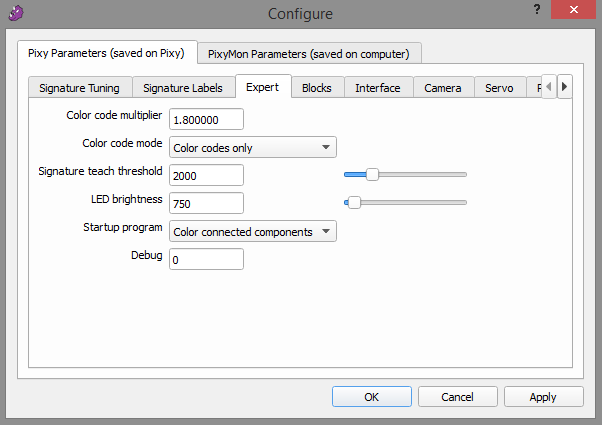 Configure
?
Pixy Parameters (saved on Pixy) PixyMon Parameters (saved on computer)
Signature Tuning Signature Labels Expert Blocks Interface Camera Servo
Color code multiplier 1.800000
Color code mode Color codes only
Signature teach threshold 2000
LED brightness 750
Startup program Color connected components
Debug 0
OK Cancel Apply